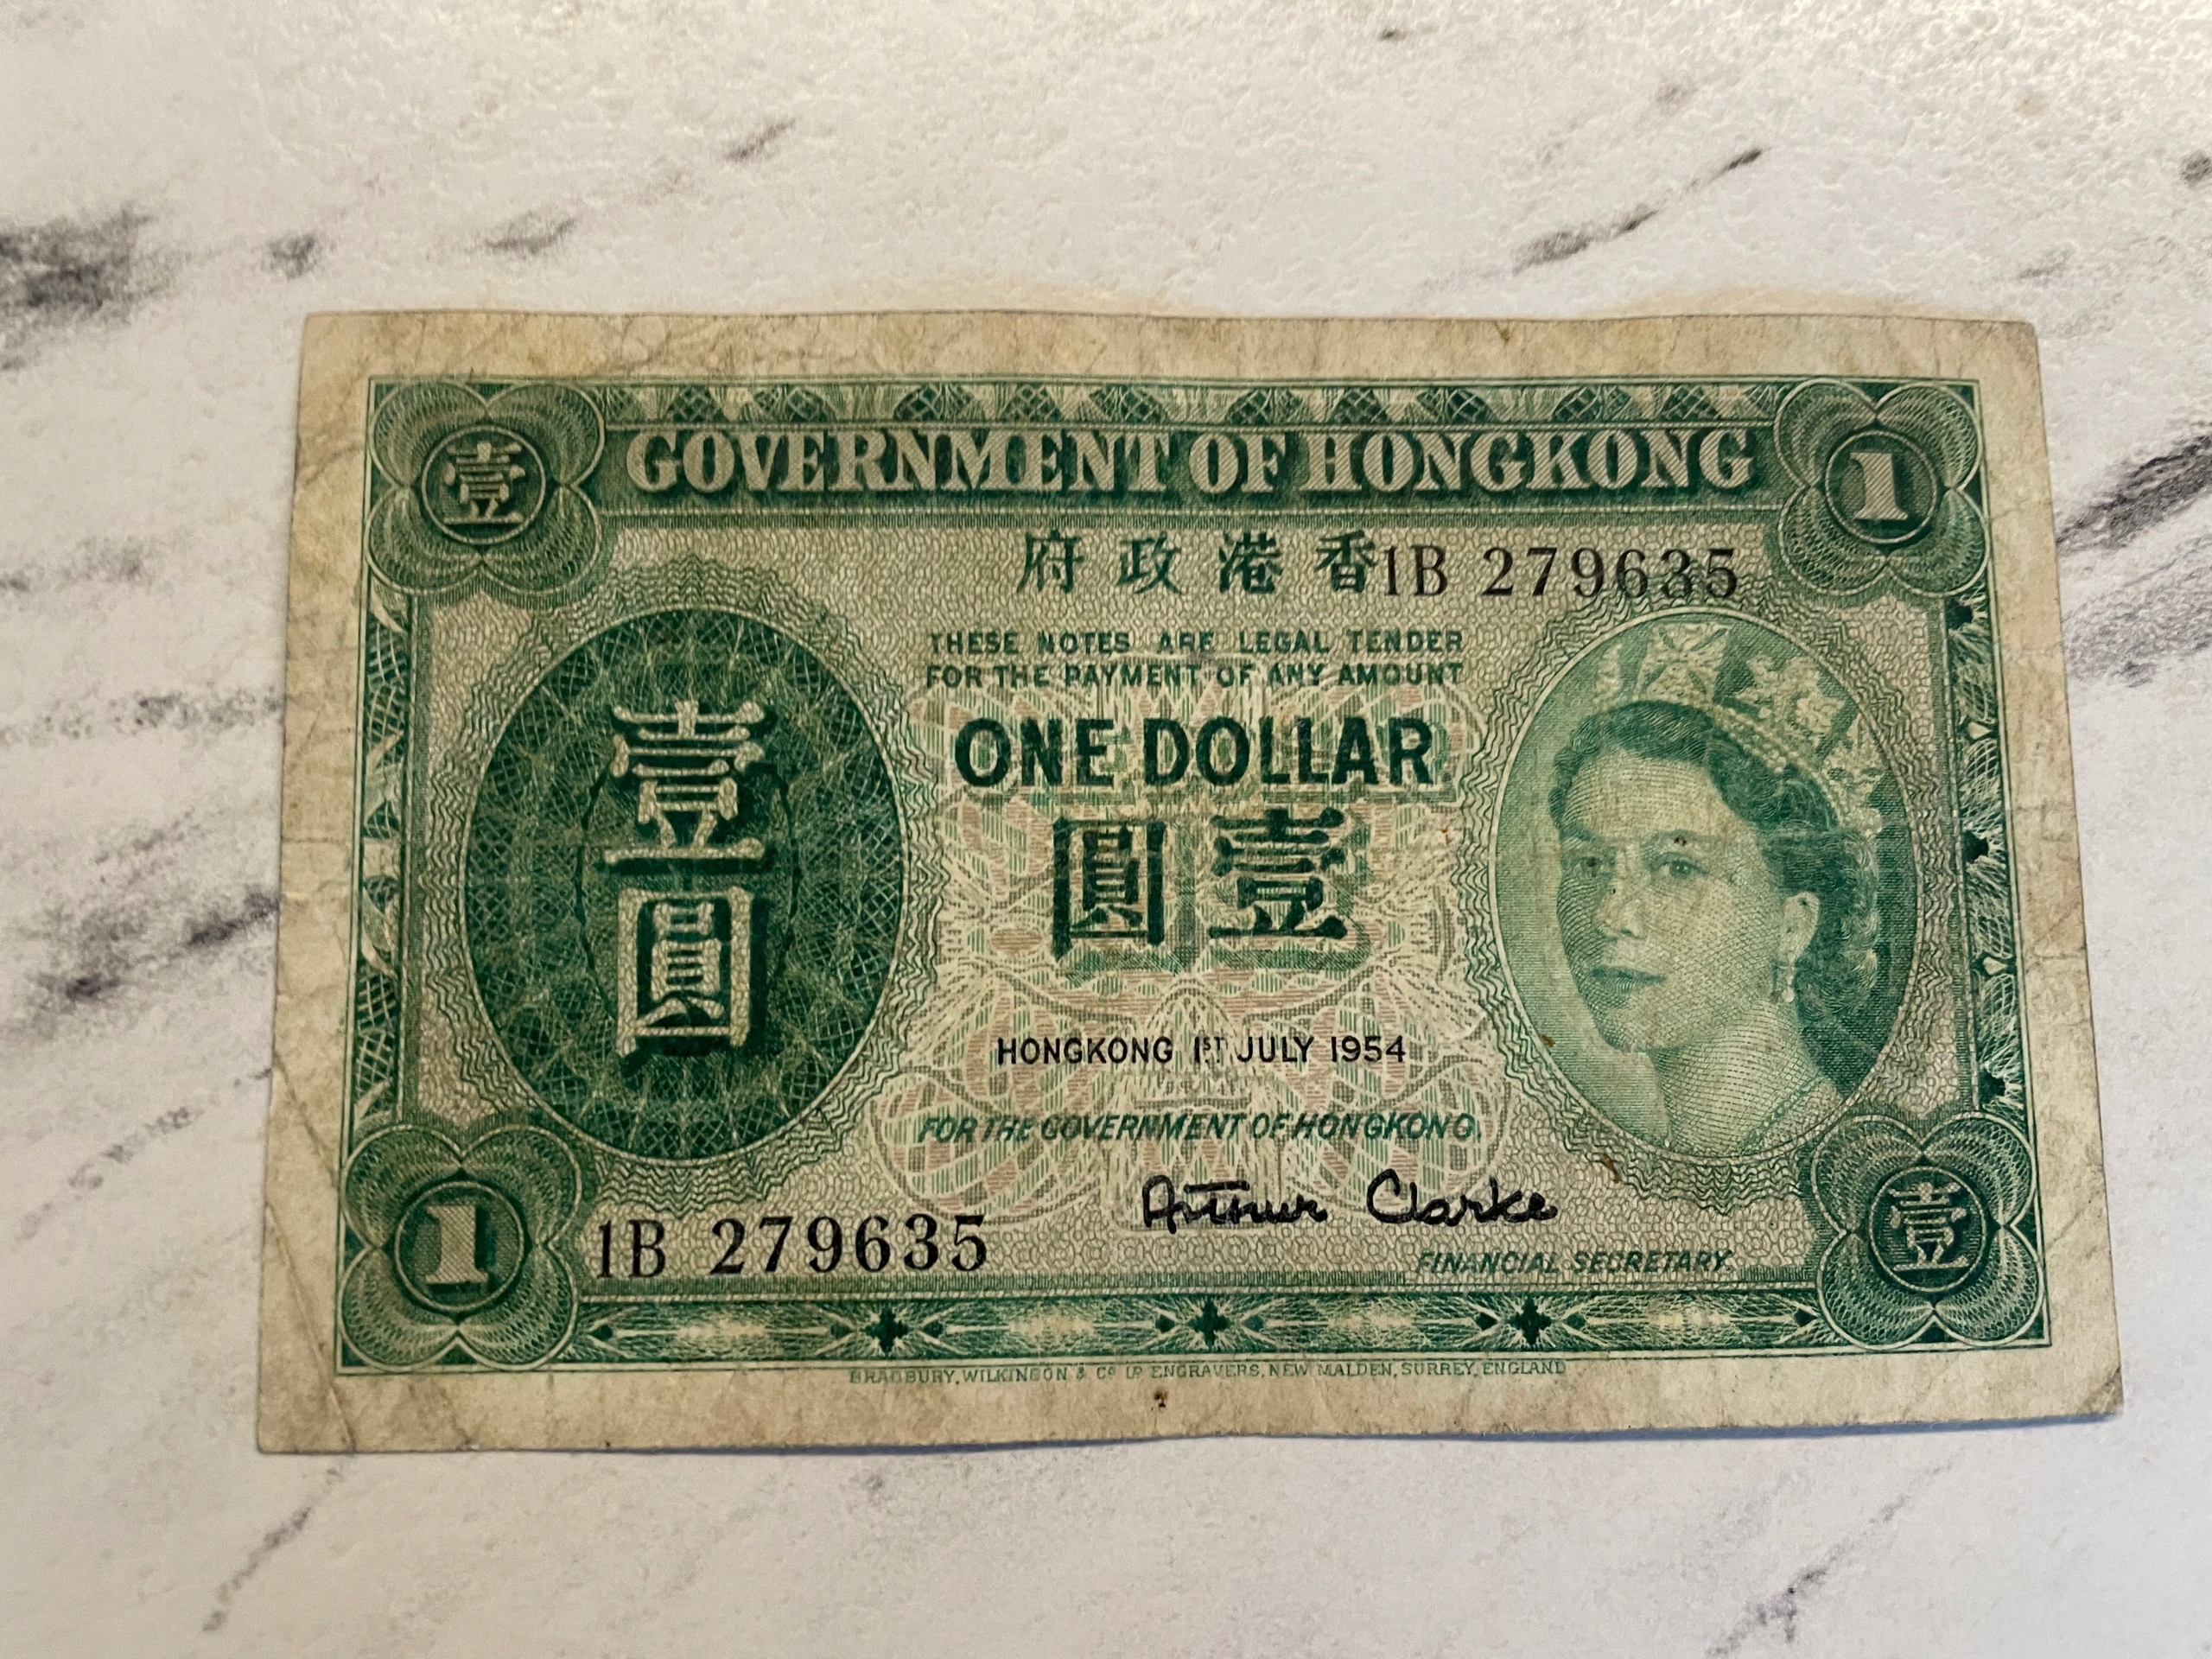 壹
GOVERNMENT OF HONGKONG
1
府政港香
1B 279635
THESE NOTES ARE LEGAL TENDER
FOR THE PAYMENT OF ANY AMOUNT
ONE DOLLAR
圓壹
壹
圓
HONGKONG 1ST JULY 1954
FOR THE GOVERNMENT OF HONGKONG.
Arthur Clarke
1
1B 279635
FINANCIAL SECRETARY.
壹
BRADBURY, WILKINSON & Co LD ENGRAVERS, NEW MALDEN, SURREY, ENGLAND